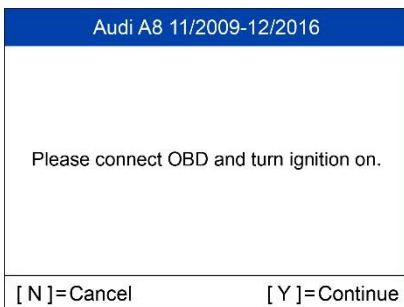 Audi A8 11/2009-12/2016
Please connect OBD and turn ignition on.
[ N ]=Cancel [ Y ]=Continue